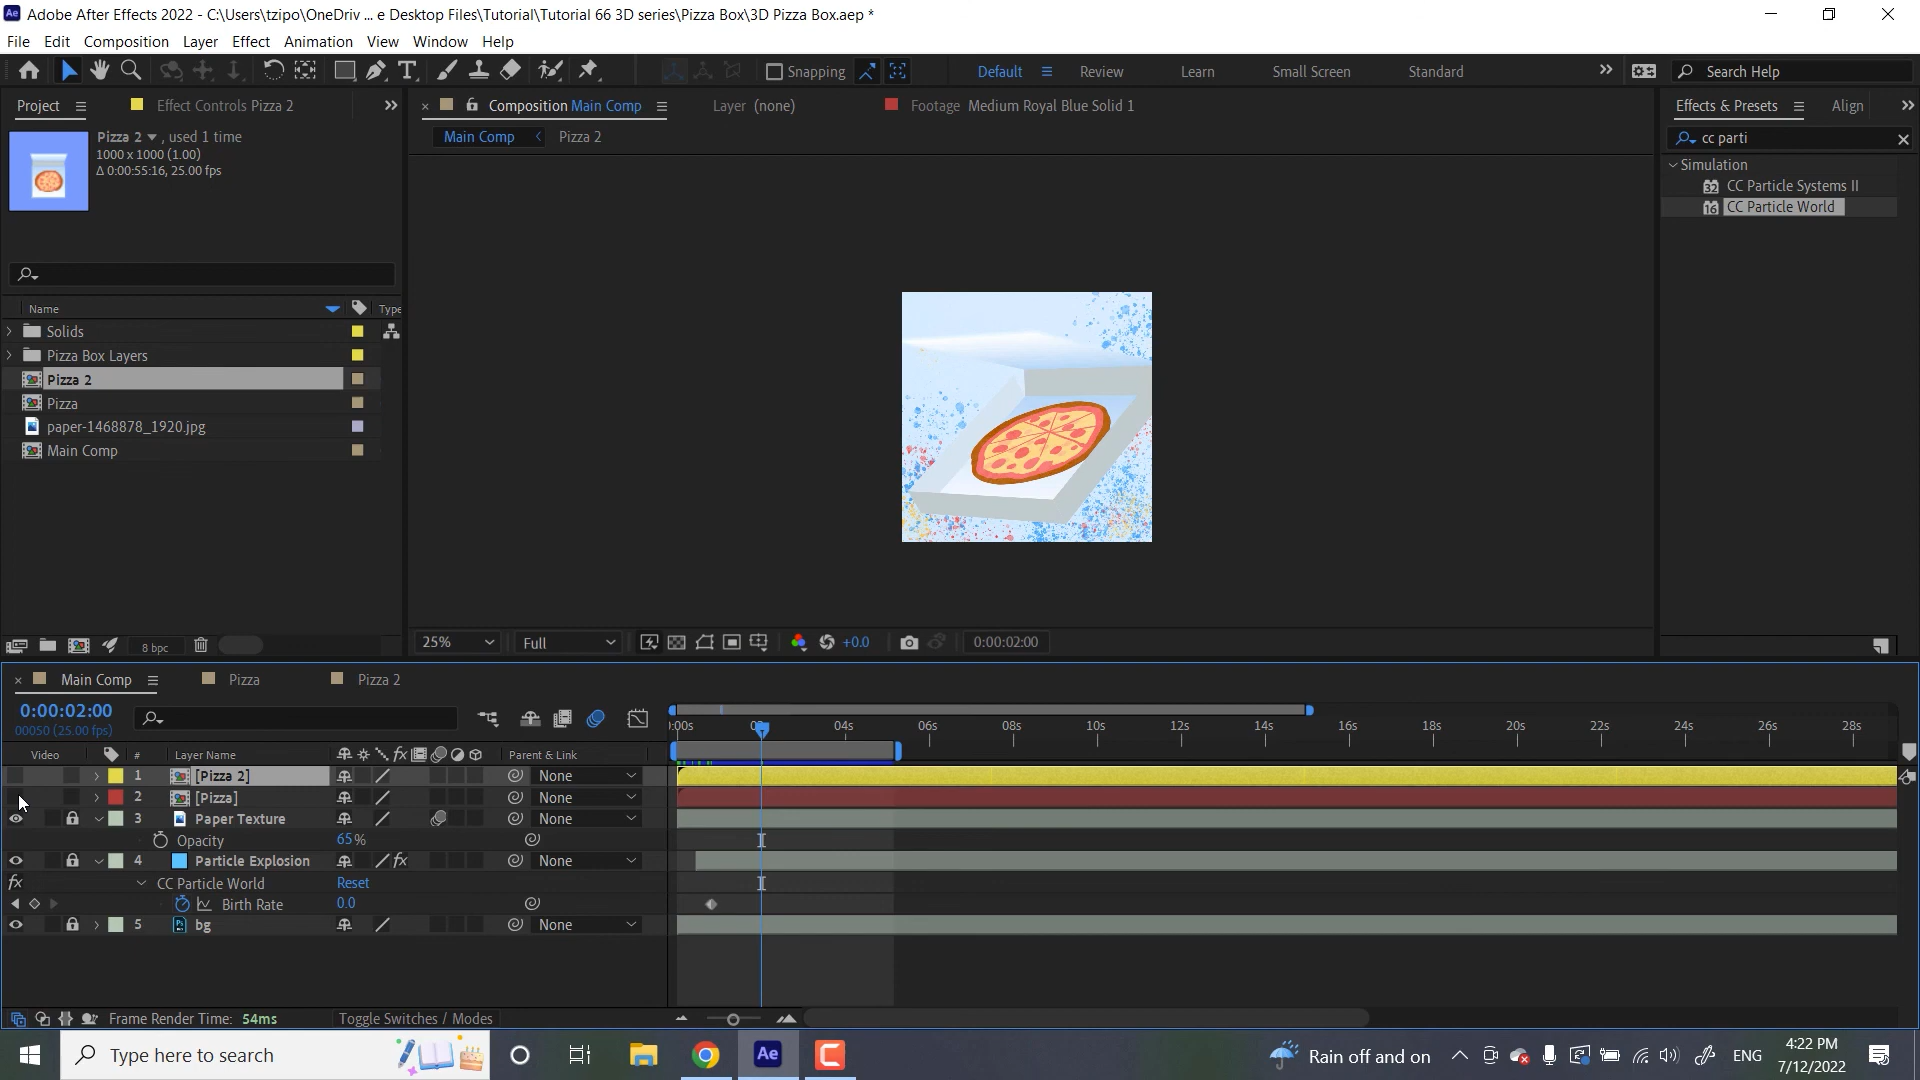 Adobe After Effects 2022 - C:\Users\tzipo\OneDriv ... e Desktop Files\Tutorial\Tutorial 66 3D series\Pizza Box\3D Pizza Box.aep *
File Edit Composition Layer Effect Animation View Window Help
Snapping Default Review Learn Small Screen Standard Search Help
Project Effect Controls Pizza 2 Composition Main Comp Layer (none) Footage Medium Royal Blue Solid 1 Effects & Presets Align
Pizza 2 , used 1 time Main Comp Pizza 2 cc parti
1000 x 1000 (1.00)
Δ 0:00:55:16, 25.00 fps
Simulation
32 CC Particle Systems II
16 CC Particle World
Name Type
Solids
Pizza Box Layers
Pizza 2
Pizza
paper-1468878_1920.jpg
Main Comp
8 bpc 25% Full +0.0 0:00:02:00
Main Comp Pizza Pizza 2
0:00:02:00
00050 (25.00 fps)
:00s 02s 04s 06s 08s 10s 12s 14s 16s 18s 20s 22s 24s 26s 28s
Video # Layer Name fx Parent & Link
1 [Pizza 2] None
2 [Pizza] None
3 Paper Texture None
Opacity 65%
4 Particle Explosion fx None
fx CC Particle World Reset
Birth Rate 0.0
5 bg None
Frame Render Time: 54ms Toggle Switches / Modes
Type here to search Ae Rain off and on ENG 4:22 PM
7/12/2022